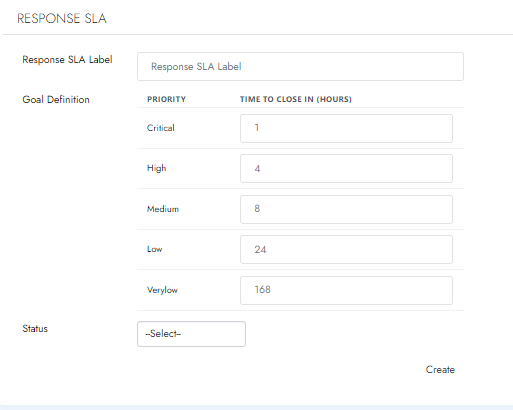 RESPONSE SLA
Response SLA Label Response SLA Label
Goal Definition PRIORITY TIME TO CLOSE IN (HOURS)
Critical 1
High 4
Medium 8
Low 24
Verylow 168
Status --Select--
Create